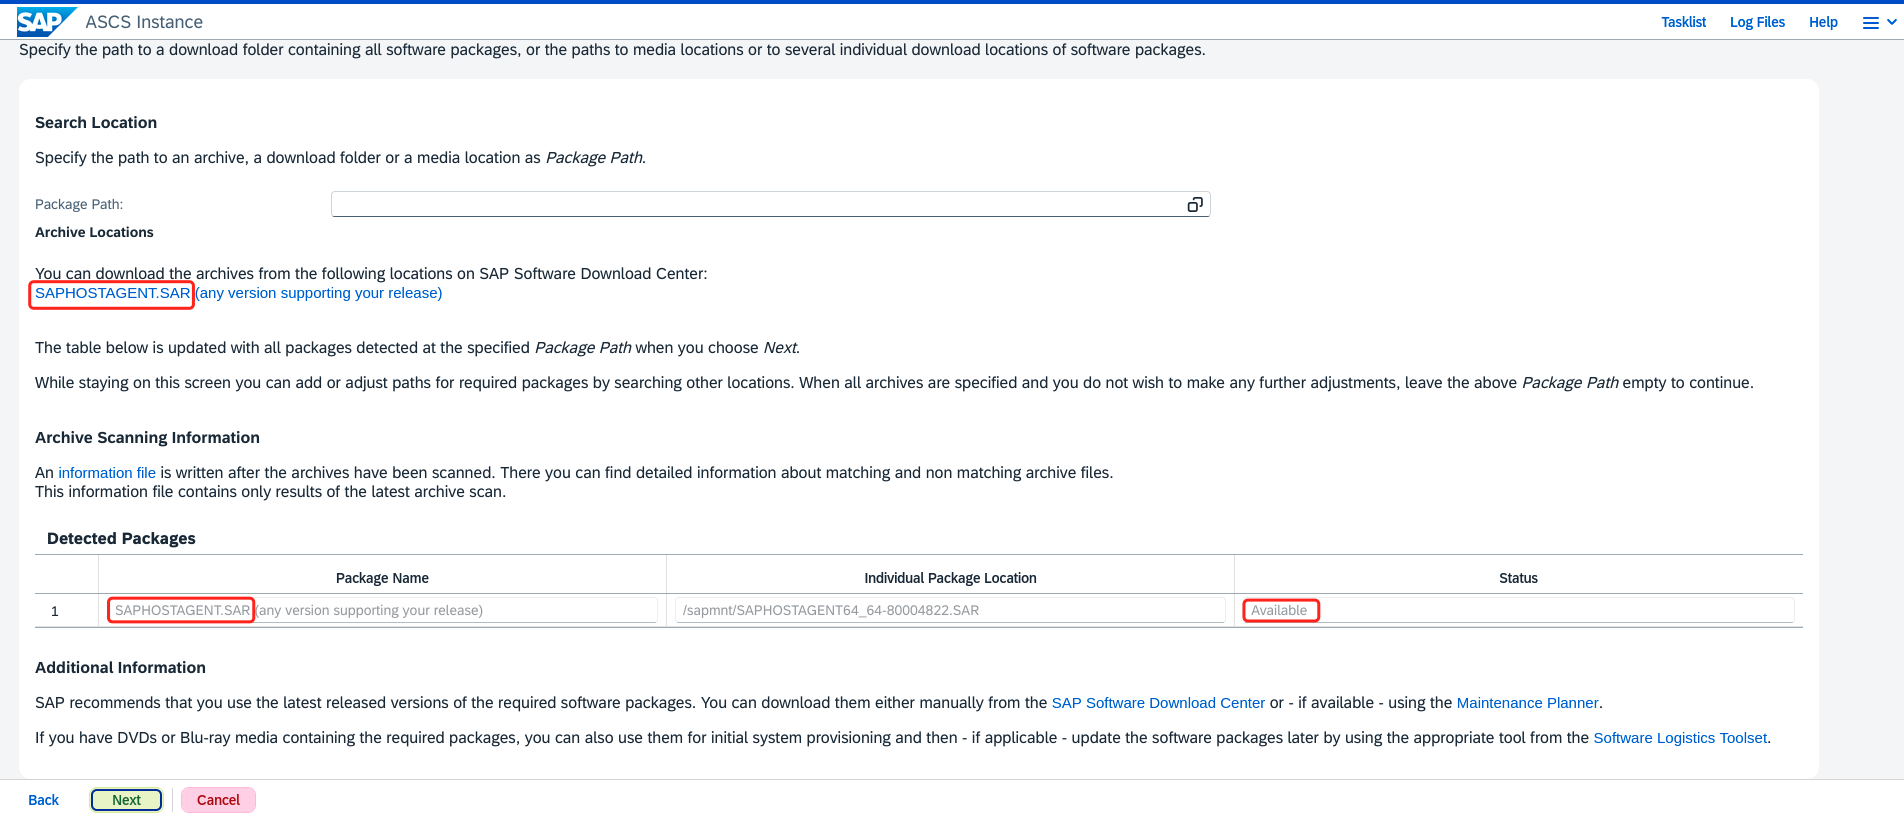 SAP ASCS Instance Tasklist Log Files Help
Specify the path to a download folder containing all software packages, or the paths to media locations or to several individual download locations of software packages.
Search Location
Specify the path to an archive, a download folder or a media location as Package Path.
Package Path:
Archive Locations
You can download the archives from the following locations on SAP Software Download Center:
SAPHOSTAGENT.SAR (any version supporting your release)
The table below is updated with all packages detected at the specified Package Path when you choose Next.
While staying on this screen you can add or adjust paths for required packages by searching other locations. When all archives are specified and you do not wish to make any further adjustments, leave the above Package Path empty to continue.
Archive Scanning Information
An information file is written after the archives have been scanned. There you can find detailed information about matching and non matching archive files.
This information file contains only results of the latest archive scan.
Detected Packages
Package Name Individual Package Location Status
1 SAPHOSTAGENT.SAR (any version supporting your release) /sapmnt/SAPHOSTAGENT64_64-80004822.SAR Available
Additional Information
SAP recommends that you use the latest released versions of the required software packages. You can download them either manually from the SAP Software Download Center or - if available - using the Maintenance Planner.
If you have DVDs or Blu-ray media containing the required packages, you can also use them for initial system provisioning and then - if applicable - update the software packages later by using the appropriate tool from the Software Logistics Toolset.
Back Next Cancel